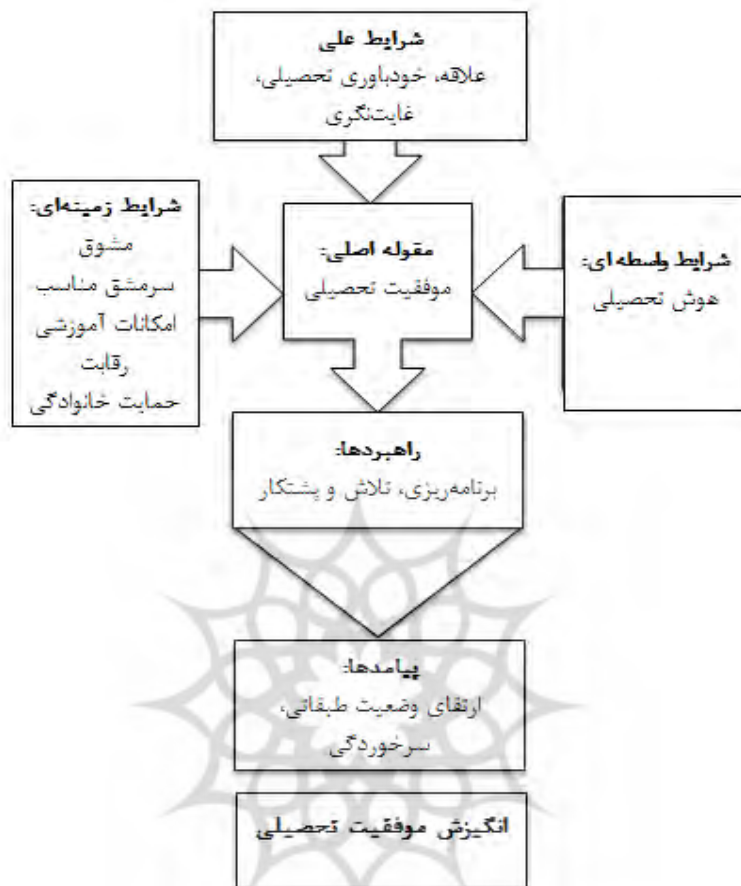 شرایط علی
علاقه، خودباوری تحصیلی،
غایت‌نگری
شرایط زمینه‌ای:
مشوق
سرمشق مناسب
امکانات آموزشی
رقابت
حمایت خانوادگی
مقوله اصلی:
موفقیت تحصیلی
شرایط واسطه ای:
هوش تحصیلی
راهبردها:
برنامه‌ریزی، تلاش و پشتکار
پیامدها:
ارتقای وضعیت طبقاتی،
سرخوردگی
انگیزش موفقیت تحصیلی